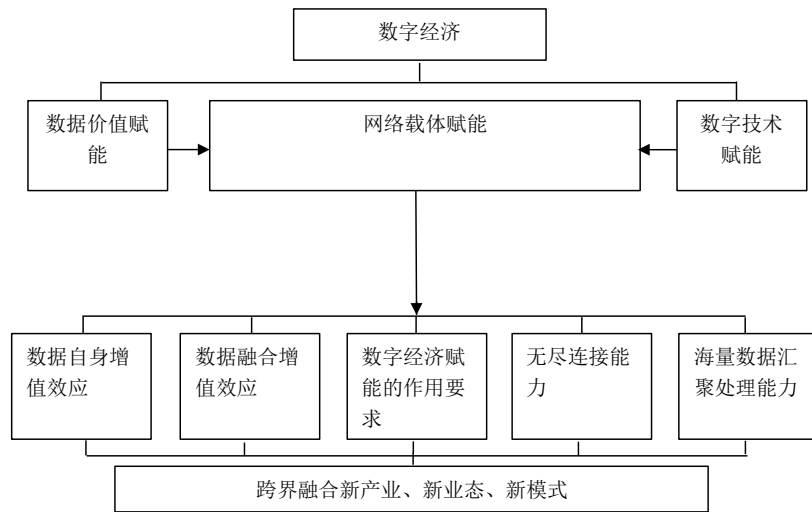 数字经济
数据价值赋
能
网络载体赋能
数字技术
赋能
数据自身增
值效应
数据融合增
值效应
数字经济赋
能的作用要
求
无尽连接能
力
海量数据汇
聚处理能力
跨界融合新产业、新业态、新模式